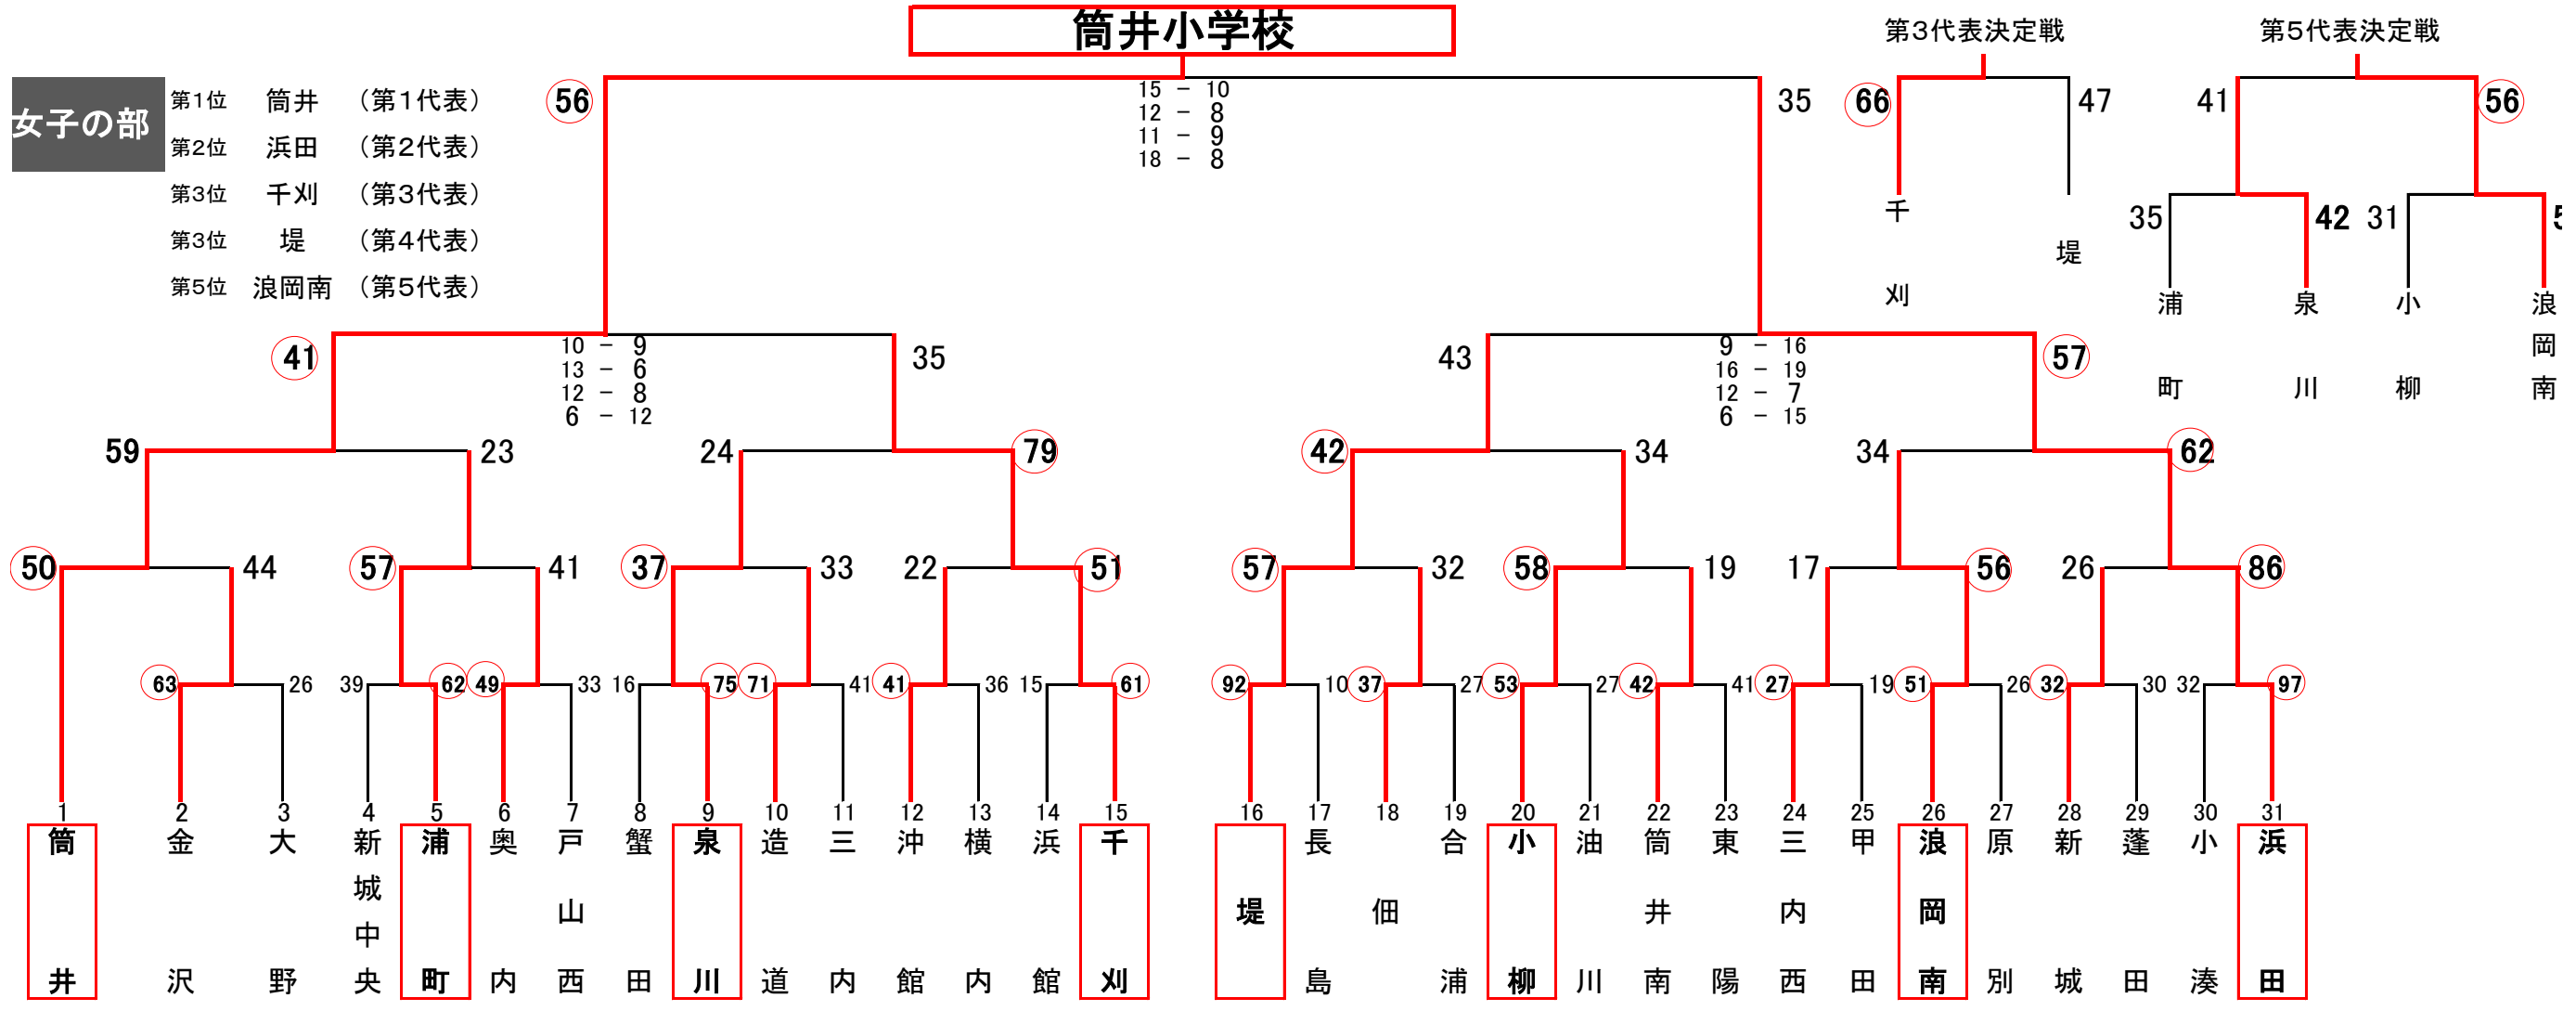 筒井小学校
第3代表決定戦 第5代表決定戦
女子の部
第1位 筒井 (第1代表)
第2位 浜田 (第2代表)
第3位 千刈 (第3代表)
第3位 堤 (第4代表)
第5位 浪岡南 (第5代表)
56 35
15 - 10
12 - 8
11 - 9
18 - 8
66 47
千刈 堤
41 56
35 42 31
浦町 泉川 小柳 浪岡南
41 35
10 - 9
13 - 6
12 - 8
6 - 12
43 57
9 - 16
16 - 19
12 - 7
6 - 15
59 23 24 79 42 34 34 62
50 44 57 41 37 33 22 51 57 32 58 19 17 56 26 86
63 26 39 62 49 33 16 75 71 41 41 36 15 61 92 10 37 27 53 27 42 41 27 19 51 26 32 30 32 97
1 2 3 4 5 6 7 8 9 10 11 12 13 14 15 16 17 18 19 20 21 22 23 24 25 26 27 28 29 30 31
筒井
金沢
大野
新城中央
浦町
奥内
戸山西
蟹田
泉川
造道
三内
沖館
横内
浜館
千刈
堤
長島
佃
合浦
小柳
油川
筒井南
東陽
三内西
甲田
浪岡南
原別
新城
蓬田
小湊
浜田